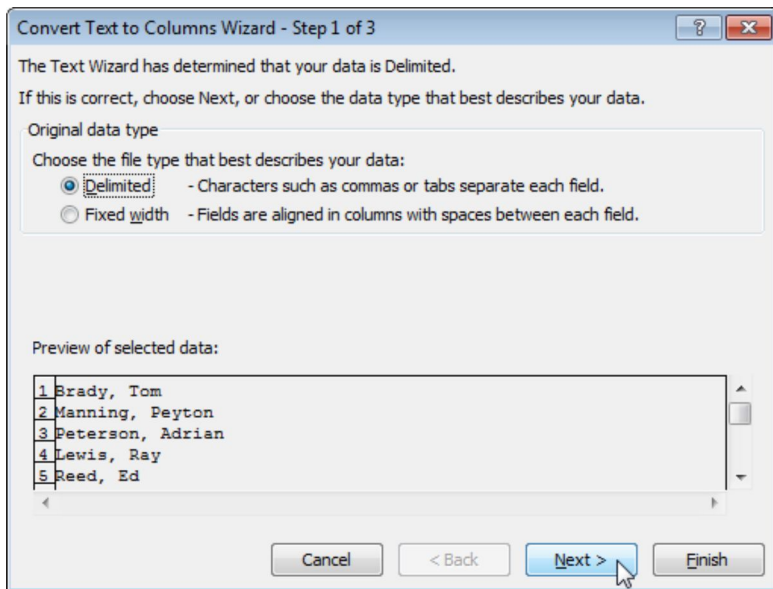 Convert Text to Columns Wizard - Step 1 of 3
The Text Wizard has determined that your data is Delimited.
If this is correct, choose Next, or choose the data type that best describes your data.
Original data type
Choose the file type that best describes your data:
Delimited - Characters such as commas or tabs separate each field.
Fixed width - Fields are aligned in columns with spaces between each field.
Preview of selected data:
1 Brady, Tom
2 Manning, Peyton
3 Peterson, Adrian
4 Lewis, Ray
5 Reed, Ed
Cancel < Back Next > Finish